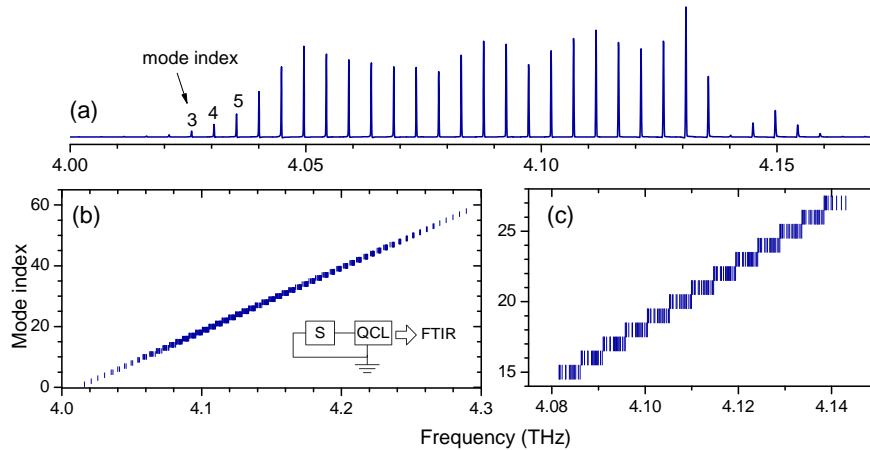 mode index
(a)
3 4 5
4.00 4.05 4.10 4.15
(b)
60
40
20
0
Mode index
S QCL FTIR
4.0 4.1 4.2 4.3
(c)
25
20
15
4.08 4.10 4.12 4.14
Frequency (THz)